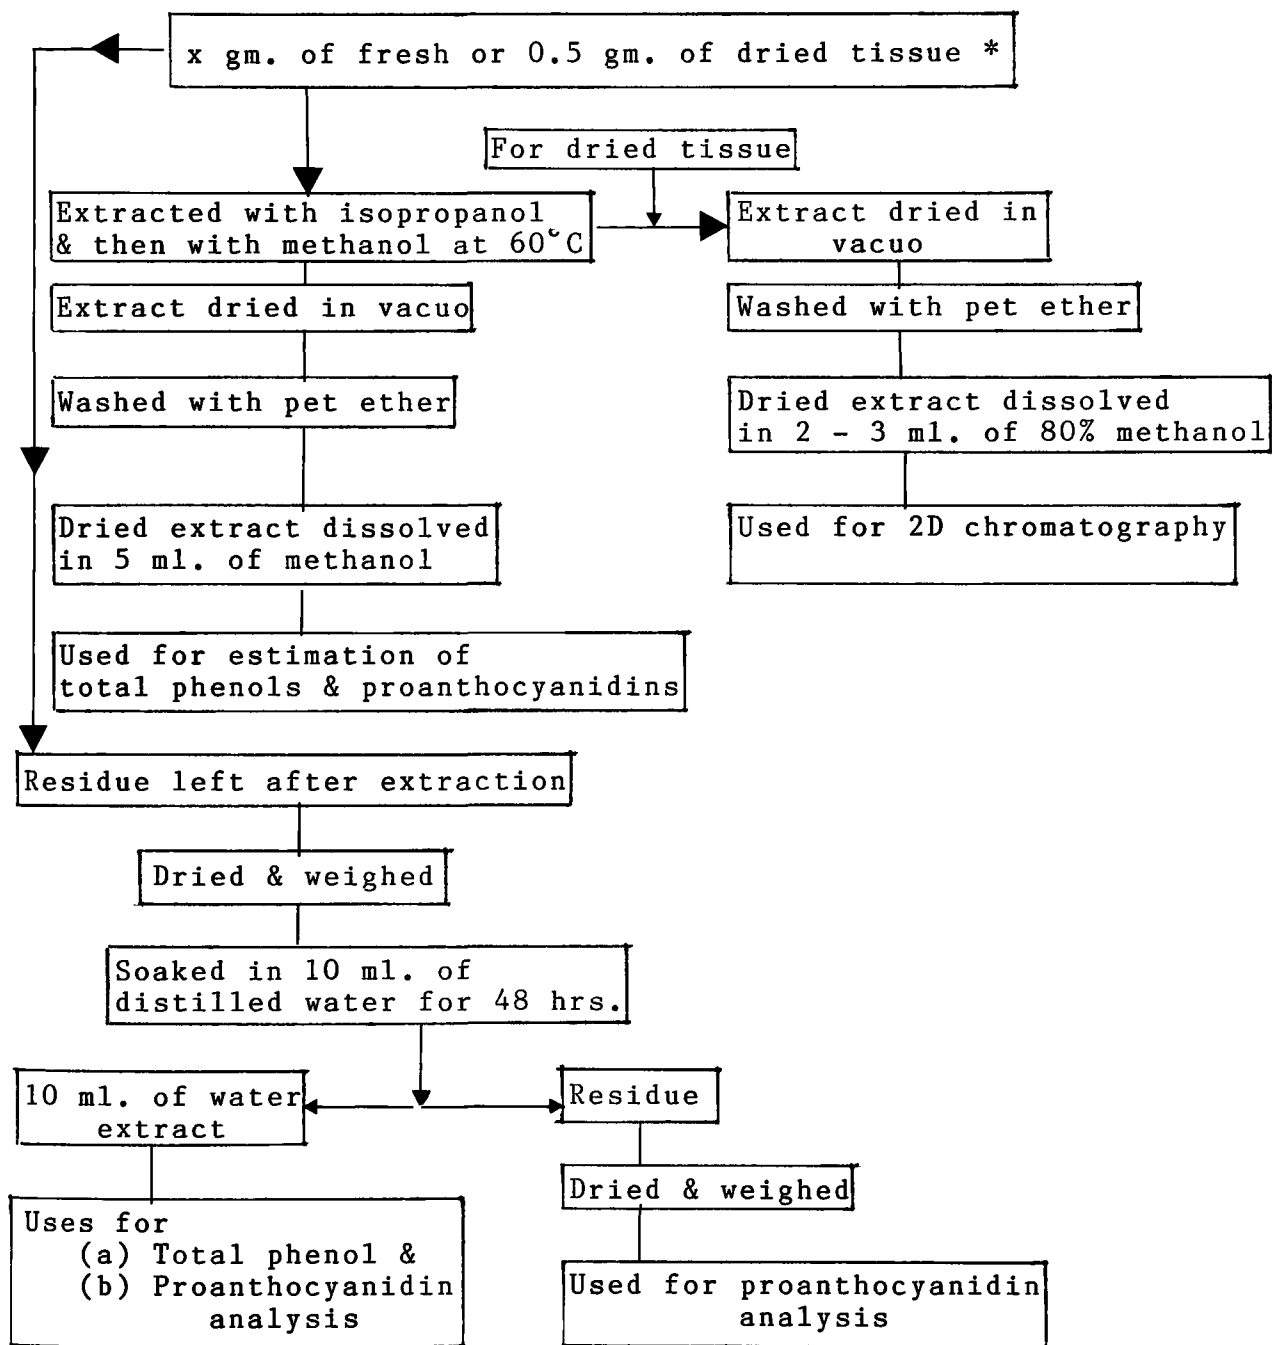 x gm. of fresh or 0.5 gm. of dried tissue *
For dried tissue
Extracted with isopropanol
& then with methanol at 60°C
Extract dried in
vacuo
Extract dried in vacuo
Washed with pet ether
Washed with pet ether
Dried extract dissolved
in 2 - 3 ml. of 80% methanol
Dried extract dissolved
in 5 ml. of methanol
Used for 2D chromatography
Used for estimation of
total phenols & proanthocyanidins
Residue left after extraction
Dried & weighed
Soaked in 10 ml. of
distilled water for 48 hrs.
10 ml. of water
extract
Residue
Dried & weighed
Uses for
(a) Total phenol &
(b) Proanthocyanidin
analysis
Used for proanthocyanidin
analysis